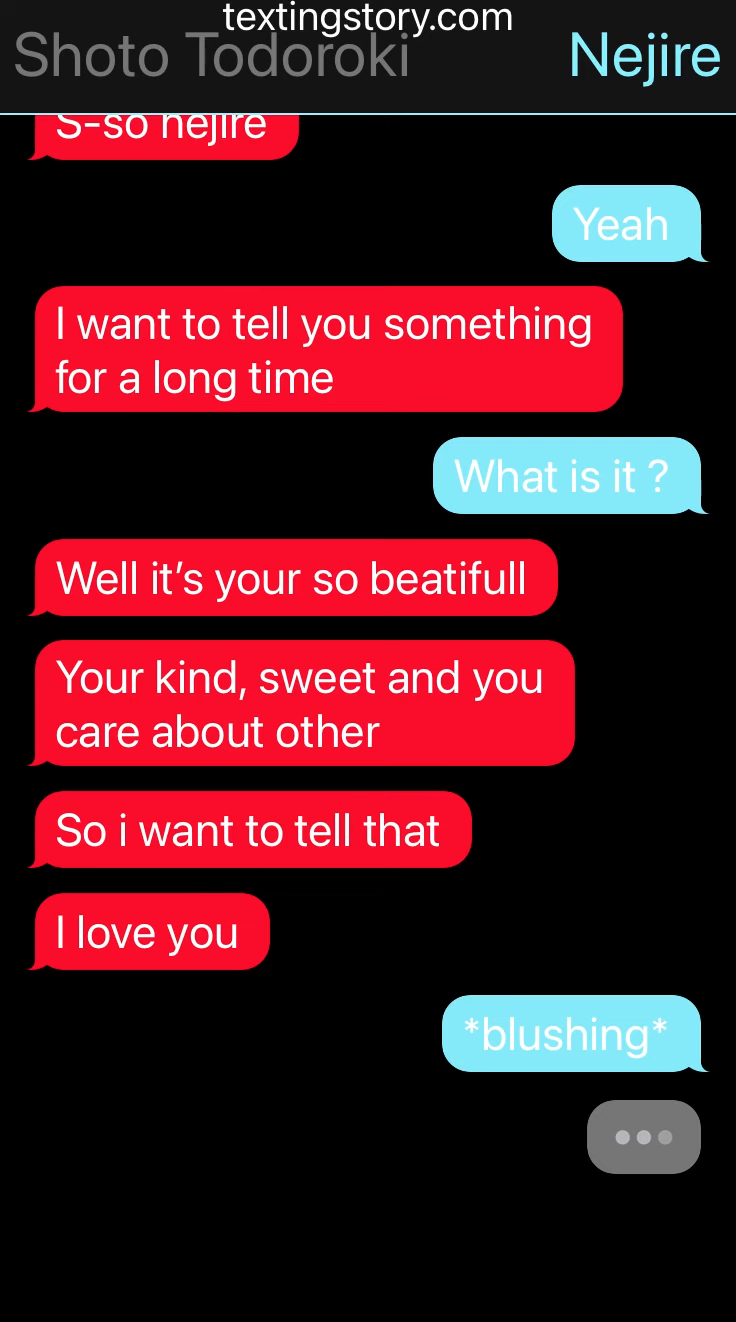 textingstory.com
Shoto Todoroki
Nejire
S-so nejire
Yeah
I want to tell you something
for a long time
What is it ?
Well it’s your so beatifull
Your kind, sweet and you
care about other
So i want to tell that
I love you
*blushing*